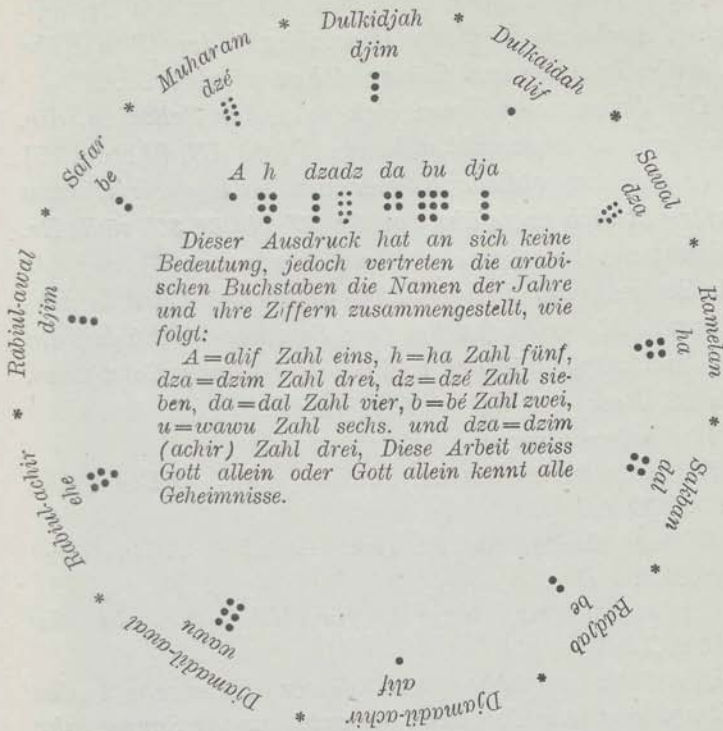 Dulkidjah
djim
*
Dulkaidah
alif
*
Sawal
dza
*
Ramelan
ha
*
Sakban
dal
*
Radjab
be
*
Djamadil-achir
alif
*
Djamadil-awal
wawu
*
Rabiul-achir
ehe
*
Rabiul-awal
djim
*
Safar
be
*
Muharam
dzé
*
A h dzadz da bu dja
Dieser Ausdruck hat an sich keine
Bedeutung, jedoch vertreten die arabi-
schen Buchstaben die Namen der Jahre
und ihre Ziffern zusammengestellt, wie
folgt:
A=alif Zahl eins, h=ha Zahl fünf,
dza=dzim Zahl drei, dz=dzé Zahl sie-
ben, da=dal Zahl vier, b=bé Zahl zwei,
u=wawu Zahl sechs. und dza=dzim
(achir) Zahl drei, Diese Arbeit weiss
Gott allein oder Gott allein kennt alle
Geheimnisse.